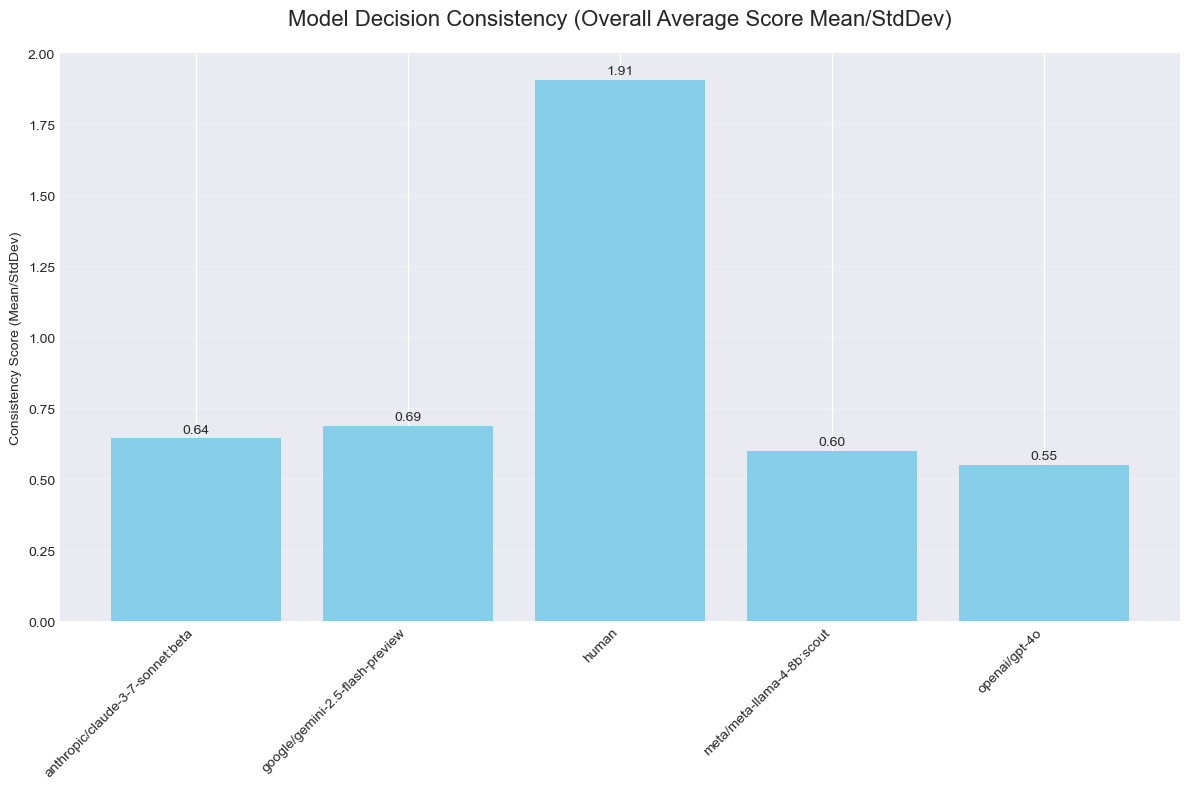 Model Decision Consistency (Overall Average Score Mean/StdDev)
Consistency Score (Mean/StdDev)
2.00
1.75
1.50
1.25
1.00
0.75
0.50
0.25
0.00
0.64
0.69
1.91
0.60
0.55
anthropic/claude-3-7-sonnet:beta
google/gemini-2.5-flash-preview
human
meta/meta-llama-4-8b:scout
openai/gpt-4o